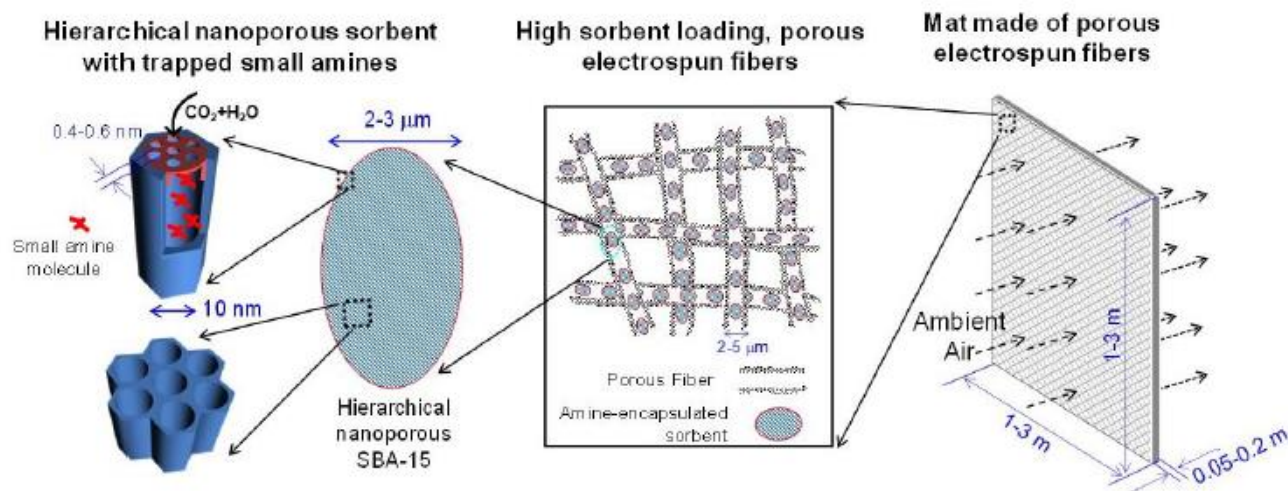 Hierarchical nanoporous sorbent
with trapped small amines
High sorbent loading, porous
electrospun fibers
Mat made of porous
electrospun fibers
CO₂+H₂O
0.4-0.6 nm
Small amine
molecule
10 nm
2-3 μm
Hierarchical
nanoporous
SBA-15
2-5 μm
Porous Fiber
Amine-encapsulated
sorbent
Ambient
Air
1-3 m
1-3 m
0.05-0.2 m